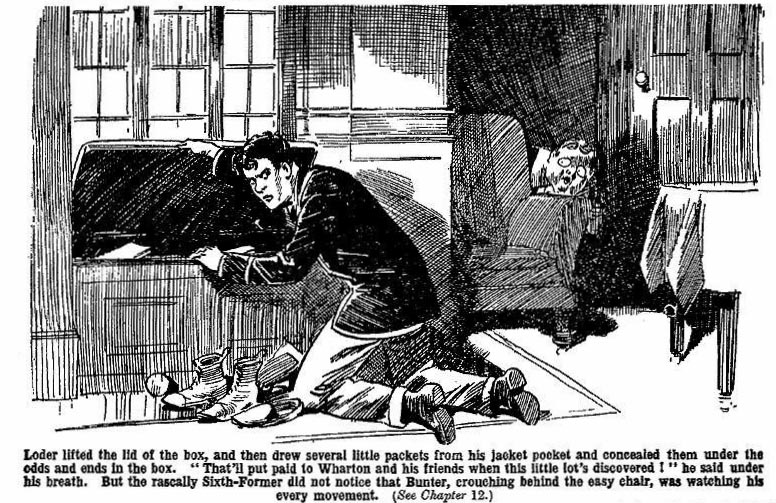 Loder lifted the lid of the box, and then drew several little packets from his jacket pocket and concealed them under the
odds and ends in the box. "That'll put paid to Wharton and his friends when this little lot's discovered!" he said under
his breath. But the rascally Sixth-Former did not notice that Bunter, crouching behind the easy chair, was watching his
every movement. (See Chapter 12.)